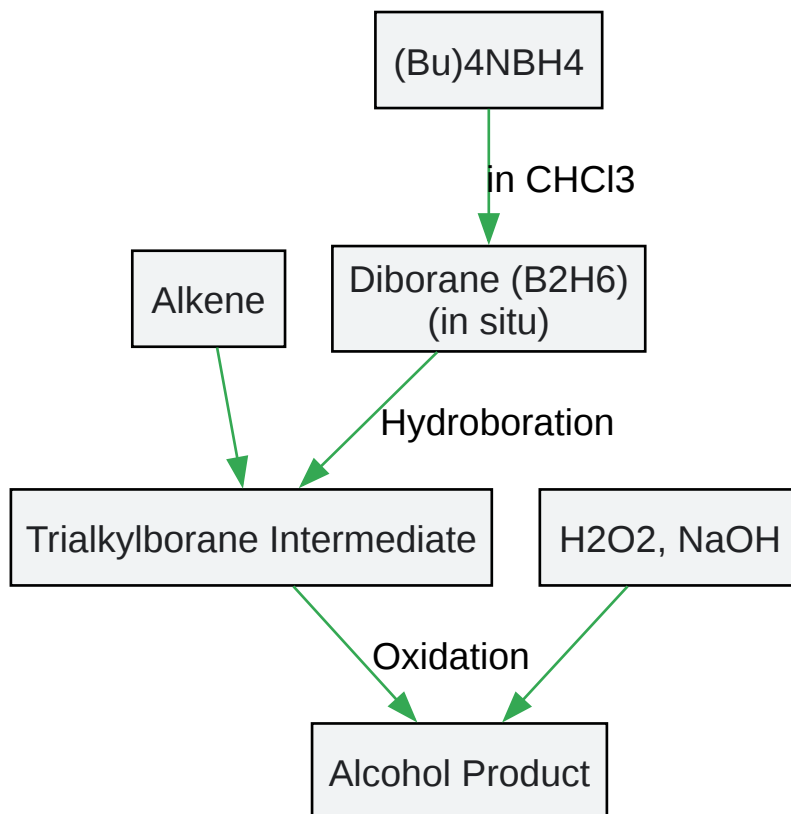 (Bu)4NBH4
in CHCl3
Alkene
Diborane (B2H6)
(in situ)
Hydroboration
Trialkylborane Intermediate
H2O2, NaOH
Oxidation
Alcohol Product